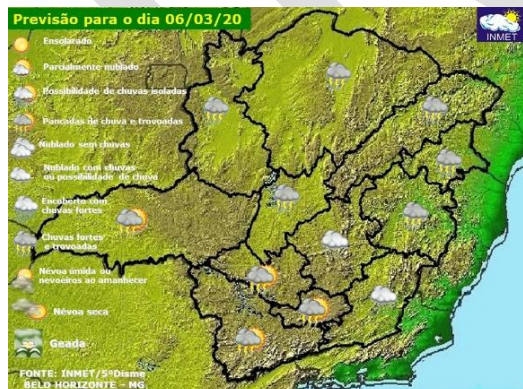 Previsão para o dia 06/03/20
INMET
Ensolarado
Parcialmente nublado
Possibilidade de chuvas isoladas
Pancadas de chuva e trovoadas
Nublado sem chuvas
Nublado com chuvas
ou possibilidade de chuva
Encoberto com
chuvas fortes
Chuvas fortes
e trovoadas
Névoa úmida ou
nevoeiros ao amanhecer
Névoa seca
Geada
FONTE: INMET/5ºDisme
BELO HORIZONTE - MG